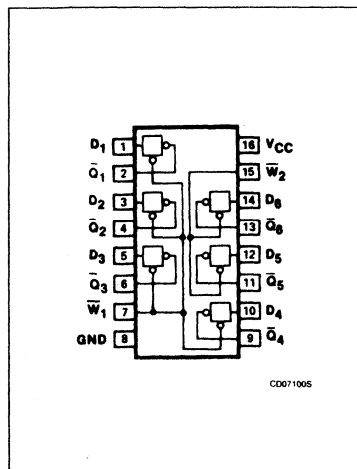 D1 1 16 VCC
Q̅1 2 15 W̅2
D2 3 14 D6
Q̅2 4 13 Q̅6
D3 5 12 D5
Q̅3 6 11 Q̅5
W̅1 7 10 D4
GND 8 9 Q̅4
CD07100S